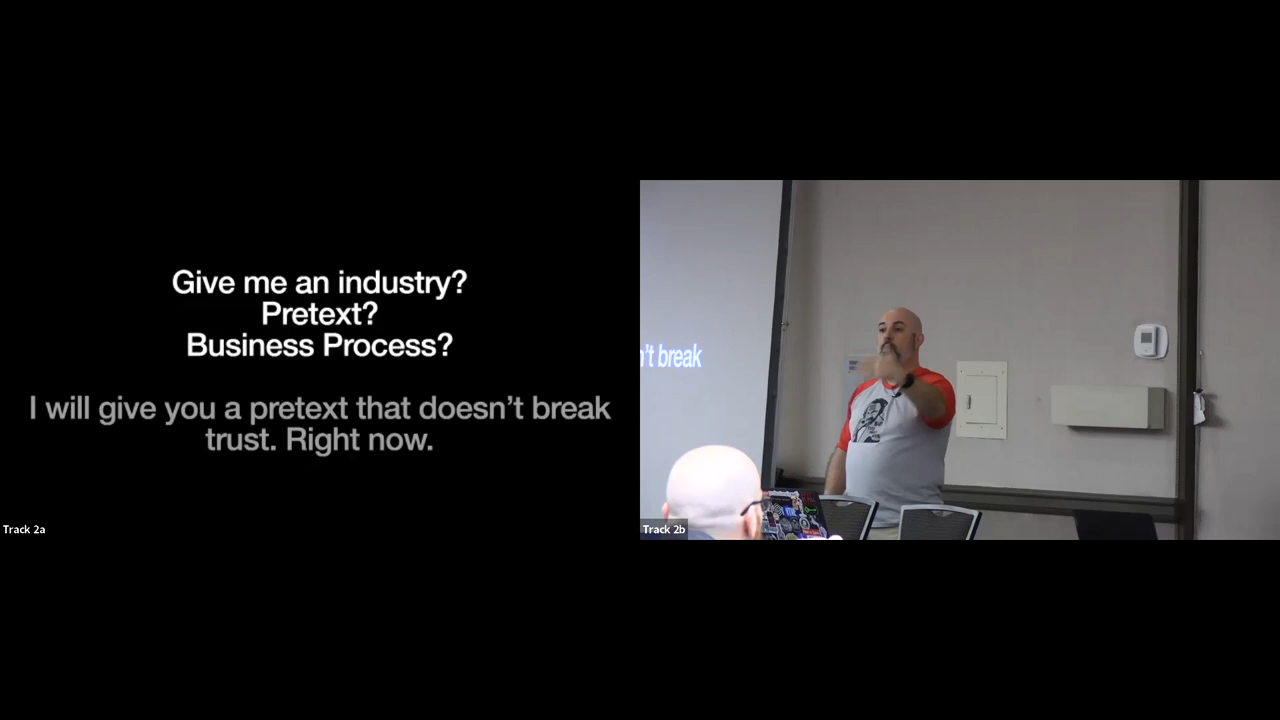 Give me an industry?
Pretext?
Business Process?
I will give you a pretext that doesn't break
trust. Right now.
Track 2a
n't break
Track 2b